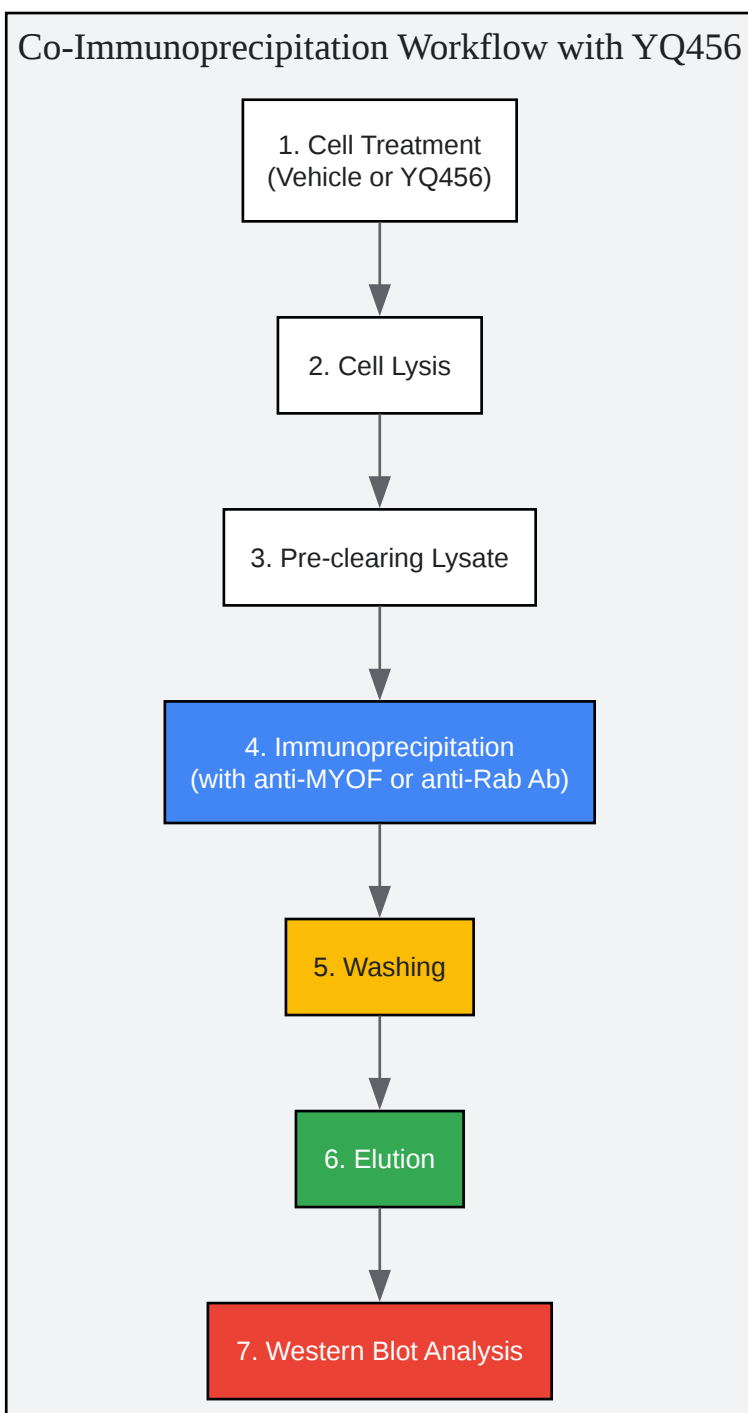 Co-Immunoprecipitation Workflow with YQ456
1. Cell Treatment
(Vehicle or YQ456)
2. Cell Lysis
3. Pre-clearing Lysate
4. Immunoprecipitation
(with anti-MYOF or anti-Rab Ab)
5. Washing
6. Elution
7. Western Blot Analysis